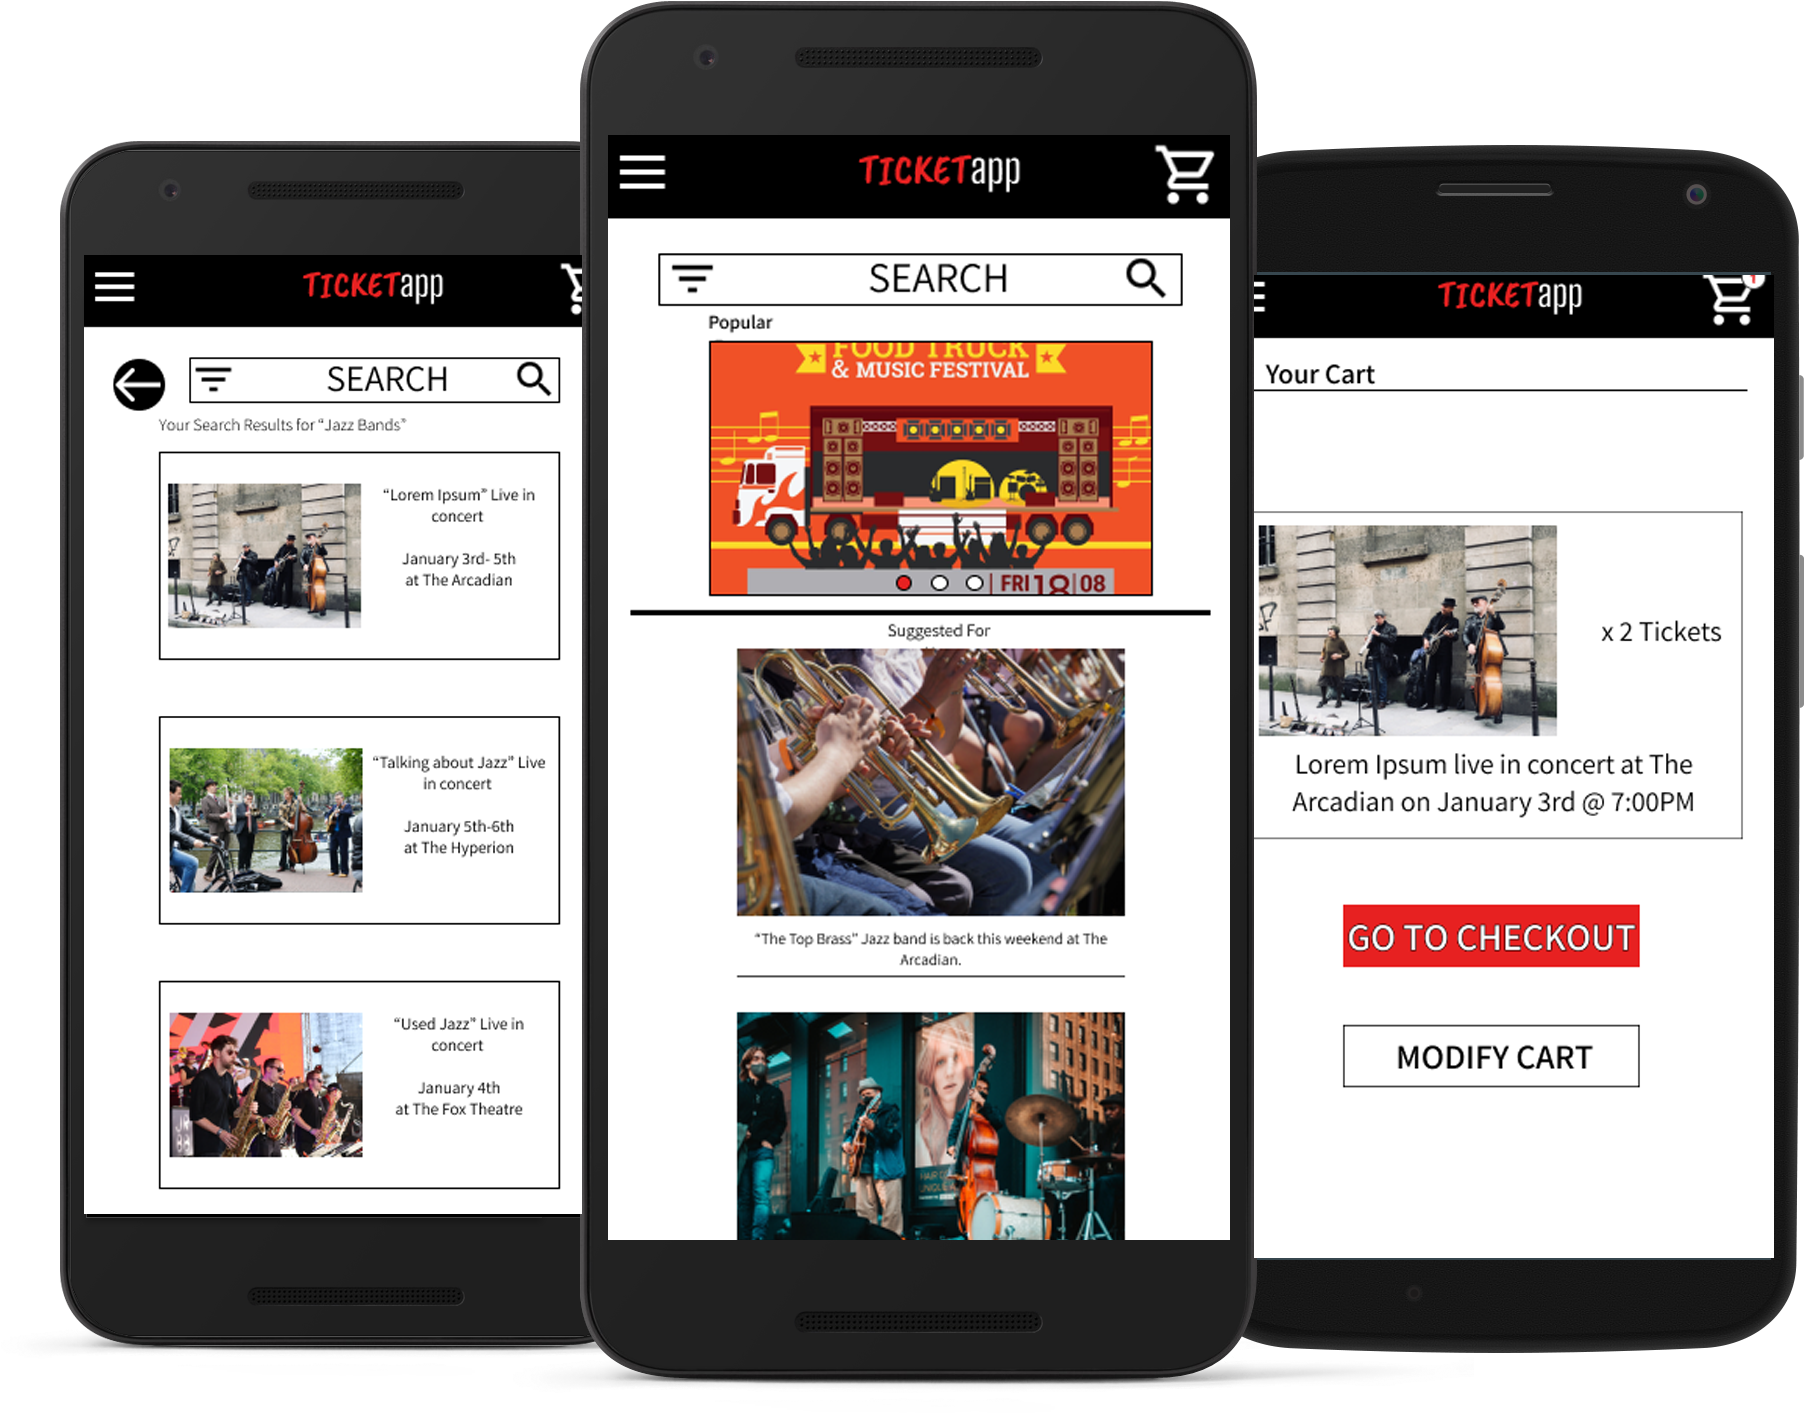 TICKETapp
SEARCH
Your Search Results for “Jazz Bands”
“Lorem Ipsum” Live in
concert
January 3rd- 5th
at The Arcadian
“Talking about Jazz” Live
in concert
January 5th-6th
at The Hyperion
“Used Jazz” Live in
concert
January 4th
at The Fox Theatre
TICKETapp
SEARCH
Popular
FOOD TRUCK
& MUSIC FESTIVAL
FRI 18 08
Suggested For
“The Top Brass” Jazz band is back this weekend at The
Arcadian.
TICKETapp
1
Your Cart
x 2 Tickets
Lorem Ipsum live in concert at The
Arcadian on January 3rd @ 7:00PM
GO TO CHECKOUT
MODIFY CART